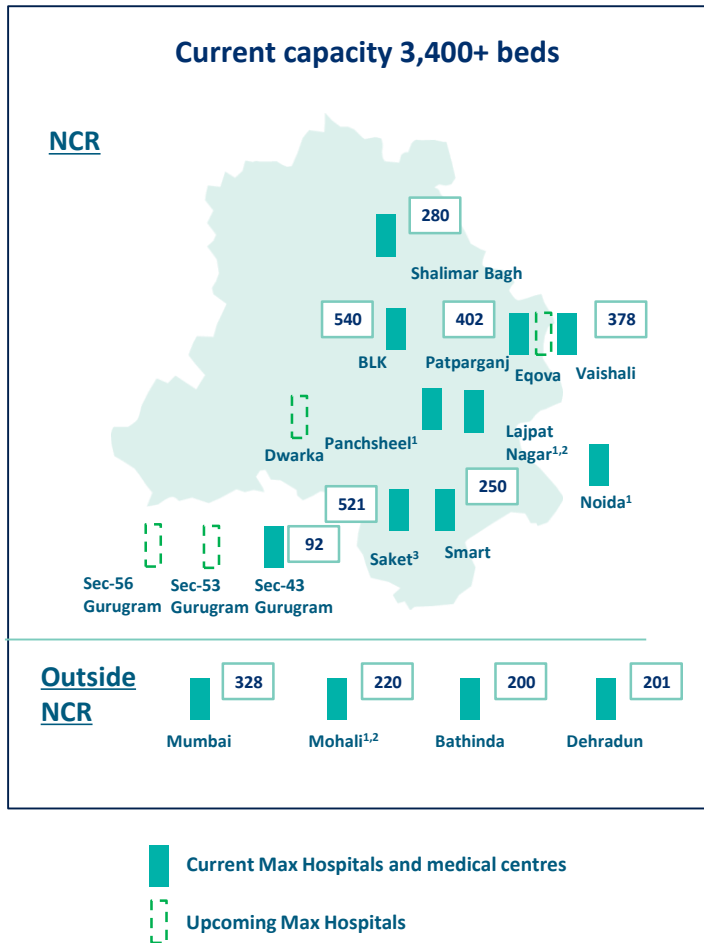 Current capacity 3,400+ beds
NCR
280
Shalimar Bagh
540
402
378
BLK
Patparganj
Eqova
Vaishali
Dwarka
Panchsheel¹
Lajpat
Nagar¹,²
Noida¹
521
250
92
Saket³
Smart
Sec-56
Gurugram
Sec-53
Gurugram
Sec-43
Gurugram
Outside
NCR
328
220
200
201
Mumbai
Mohali¹,²
Bathinda
Dehradun
Current Max Hospitals and medical centres
Upcoming Max Hospitals